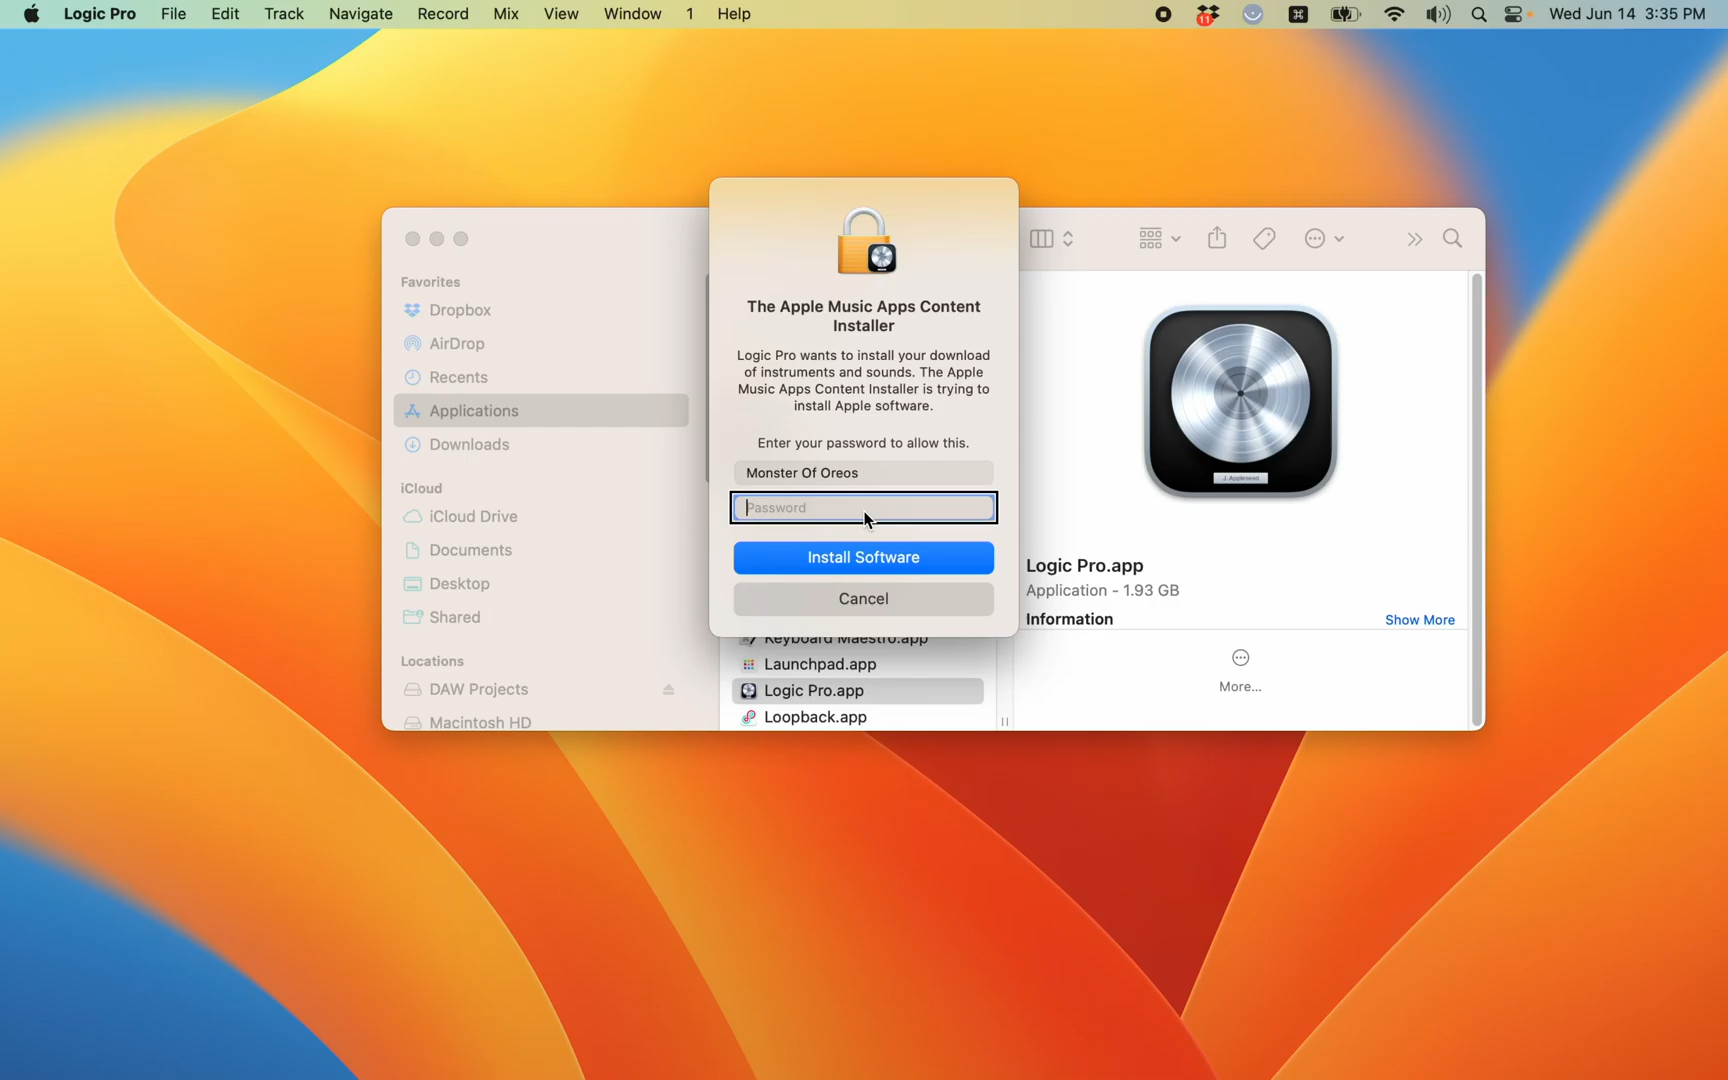 Logic Pro File Edit Track Navigate Record Mix View Window 1 Help
11
Wed Jun 14 3:35 PM
Favorites
Dropbox
AirDrop
Recents
Applications
Downloads
iCloud
iCloud Drive
Documents
Desktop
Shared
Locations
DAW Projects
Macintosh HD
The Apple Music Apps Content
Installer
Logic Pro wants to install your download
of instruments and sounds. The Apple
Music Apps Content Installer is trying to
install Apple software.
Enter your password to allow this.
Monster Of Oreos
Password
Install Software
Cancel
Keyboard Maestro.app
Launchpad.app
Logic Pro.app
Loopback.app
J. Appleseed
Logic Pro.app
Application - 1.93 GB
Information
Show More
More...